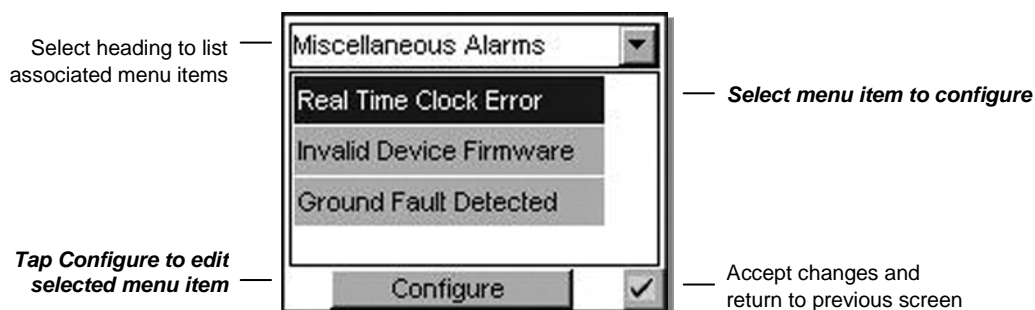 Select heading to list
associated menu items
Miscellaneous Alarms
Real Time Clock Error
Invalid Device Firmware
Ground Fault Detected
Select menu item to configure
Tap Configure to edit
selected menu item
Configure
Accept changes and
return to previous screen